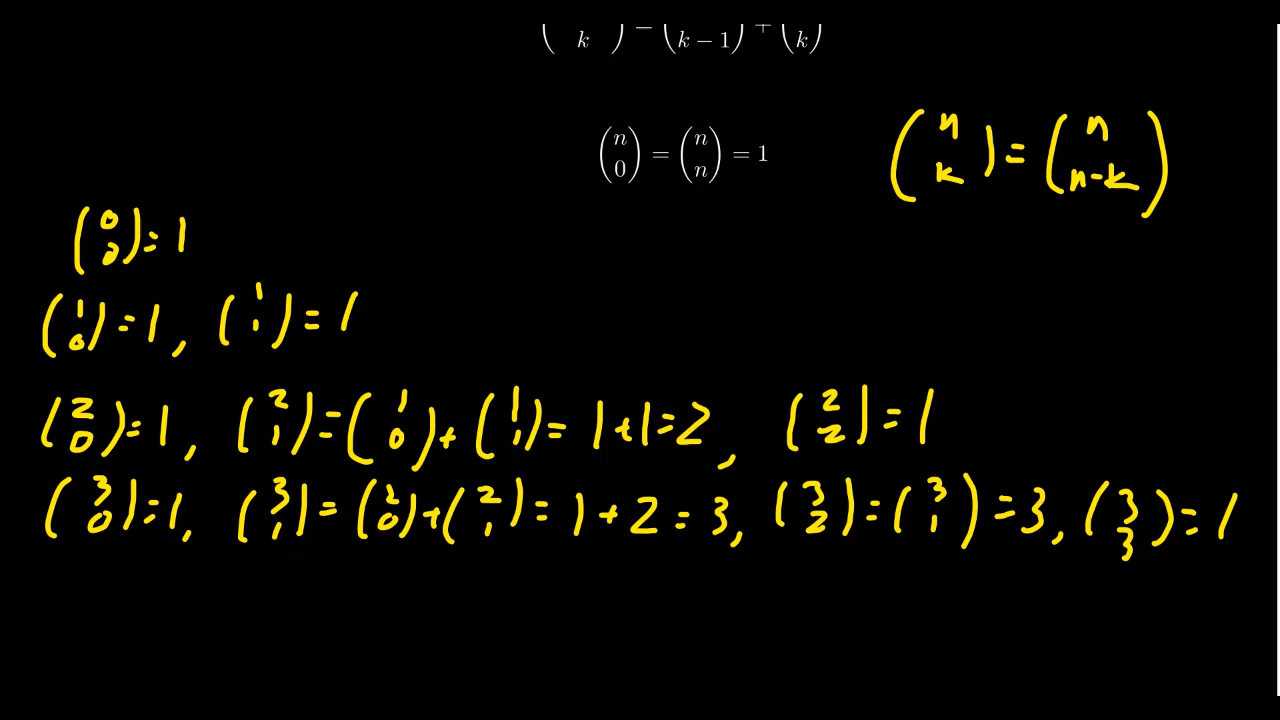 ( k ) = (k − 1) + (k)
(n 0) = (n n) = 1
(n k) = (n n-k)
(0 0) = 1
(1 0) = 1, (1 1) = 1
(2 0) = 1, (2 1) = (1 0) + (1 1) = 1+1=2, (2 2) = 1
(3 0) = 1, (3 1) = (2 0) + (2 1) = 1+2=3, (3 2) = (3 1) = 3, (3 3) = 1